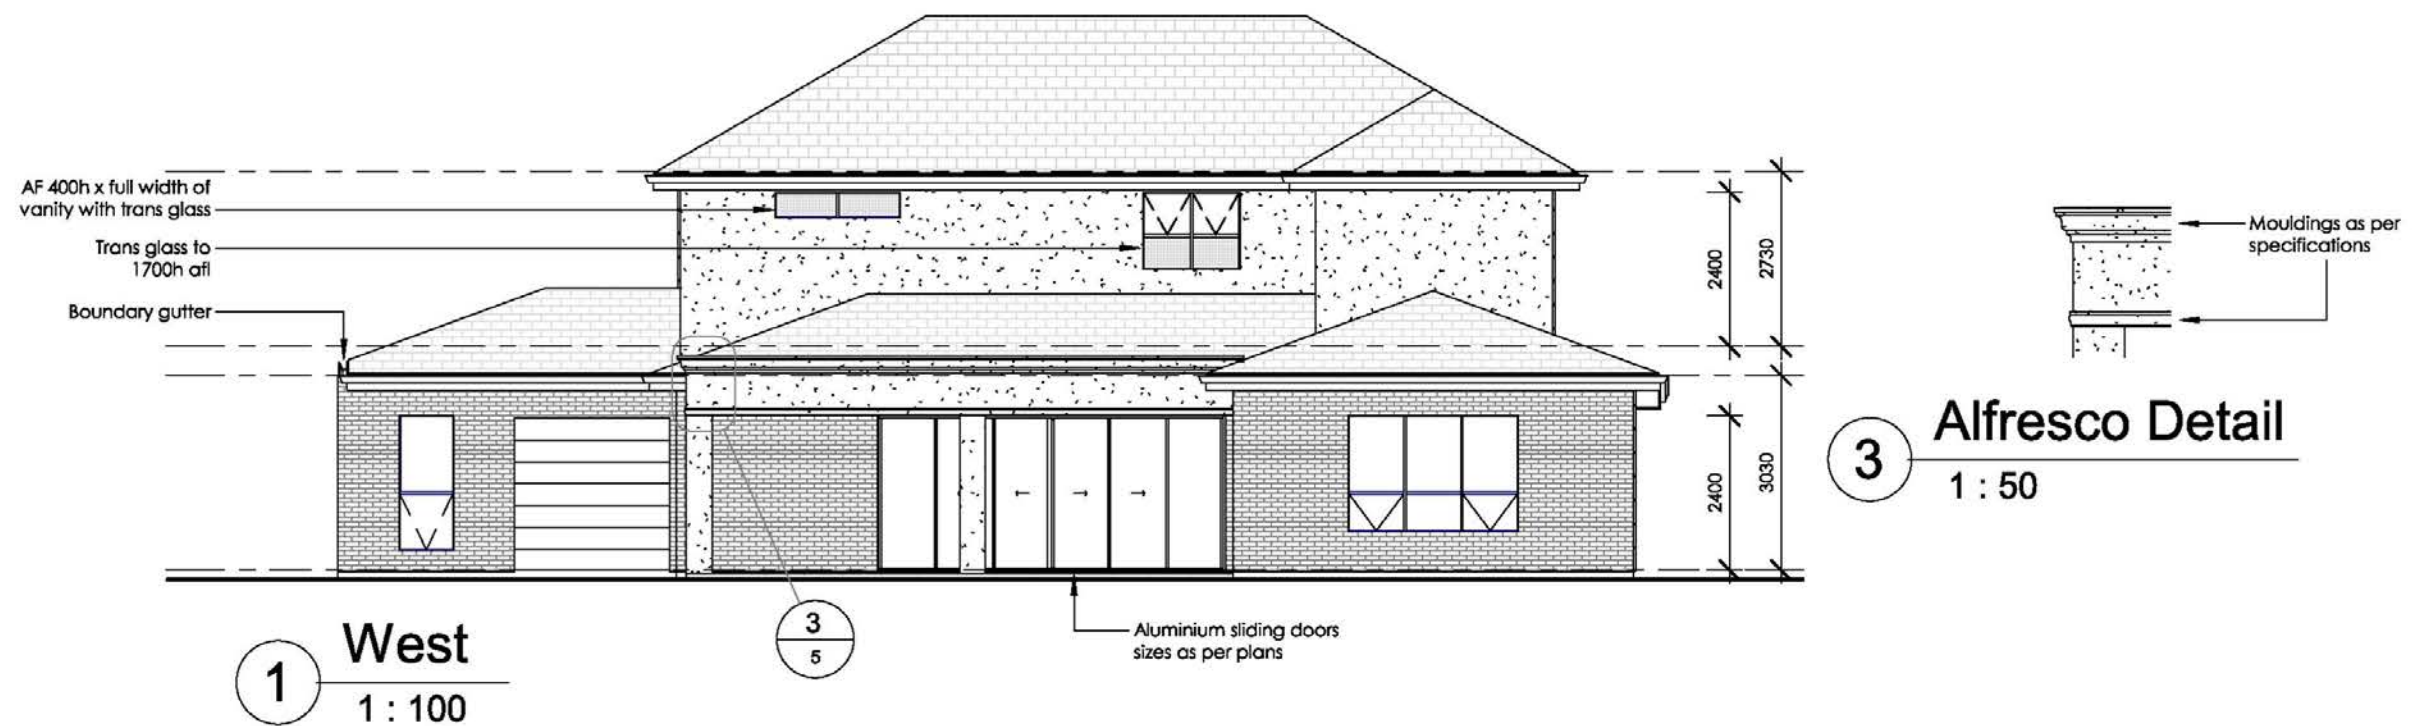 AF 400h x full width of
vanity with trans glass
Trans glass to
1700h afl
Boundary gutter
2400
2730
2400
3030
Mouldings as per
specifications
3
Alfresco Detail
1 : 50
3
5
Aluminium sliding doors
sizes as per plans
1
West
1 : 100